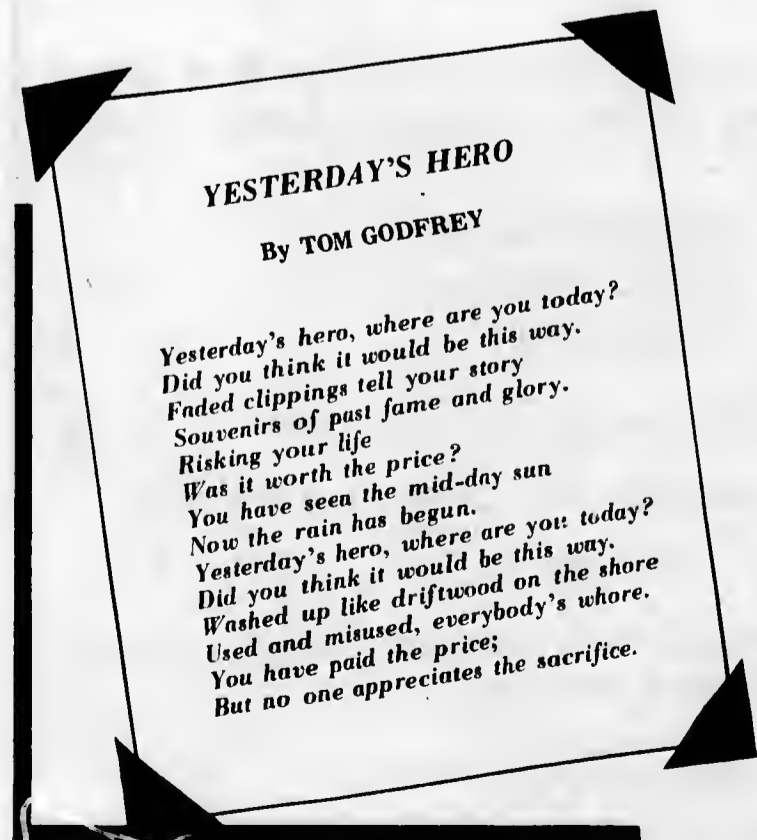 YESTERDAY'S HERO
By TOM GODFREY
Yesterday's hero, where are you today?
Did you think it would be this way.
Faded clippings tell your story
Souvenirs of past fame and glory.
Risking your life
Was it worth the price?
You have seen the mid-day sun
Now the rain has begun.
Yesterday's hero, where are you today?
Did you think it would be this way.
Washed up like driftwood on the shore
Used and misused, everybody's whore.
You have paid the price;
But no one appreciates the sacrifice.